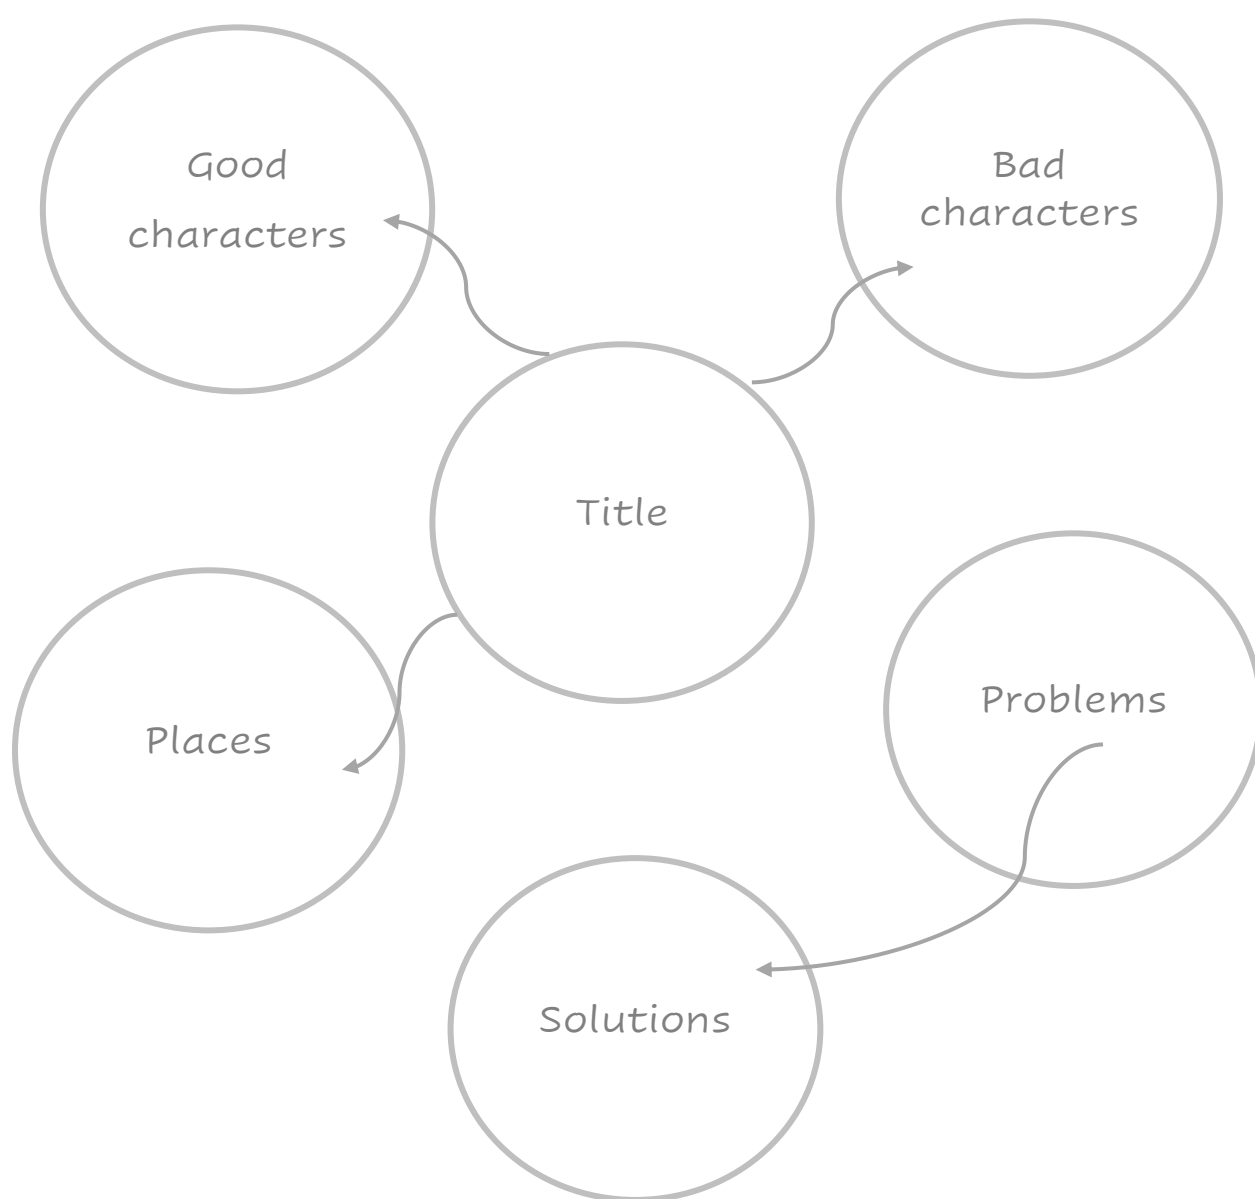 Good
characters
Bad
characters
Title
Problems
Places
Solutions